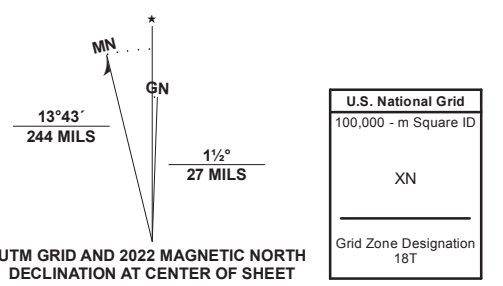 MN
GN
13°43´
244 MILS
1½°
27 MILS
UTM GRID AND 2022 MAGNETIC NORTH
DECLINATION AT CENTER OF SHEET
U.S. National Grid
100,000 - m Square ID
XN
Grid Zone Designation
18T